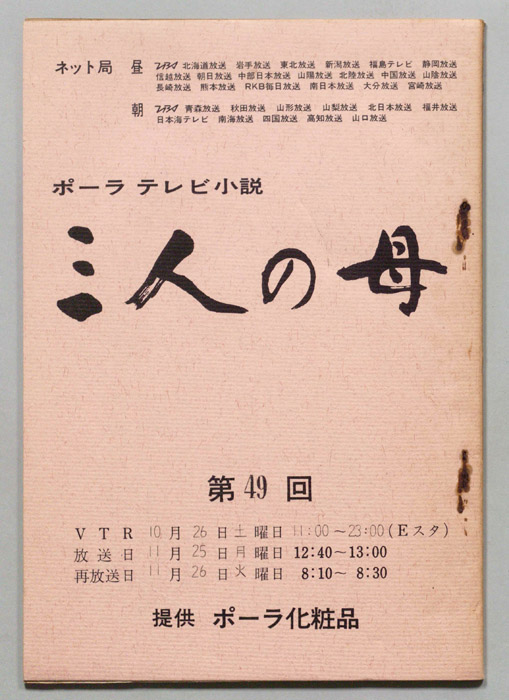 ネット局 昼 TBS 北海道放送 岩手放送 東北放送 新潟放送 福島テレビ 静岡放送
信越放送 朝日放送 中部日本放送 山陽放送 北陸放送 中国放送 山陰放送
長崎放送 熊本放送 RKB毎日放送 南日本放送 大分放送 宮崎放送
朝 TBS 青森放送 秋田放送 山形放送 山梨放送 北日本放送 福井放送
日本海テレビ 南海放送 四国放送 高知放送 山口放送
ポーラ テレビ小説
三人の母
第 49 回
VTR 10月 26日 土曜日 11:00～23:00(Eスタ)
放送日 11月 25日 月曜日 12:40～13:00
再放送日 11月 26日 火曜日 8:10～ 8:30
提供 ポーラ化粧品